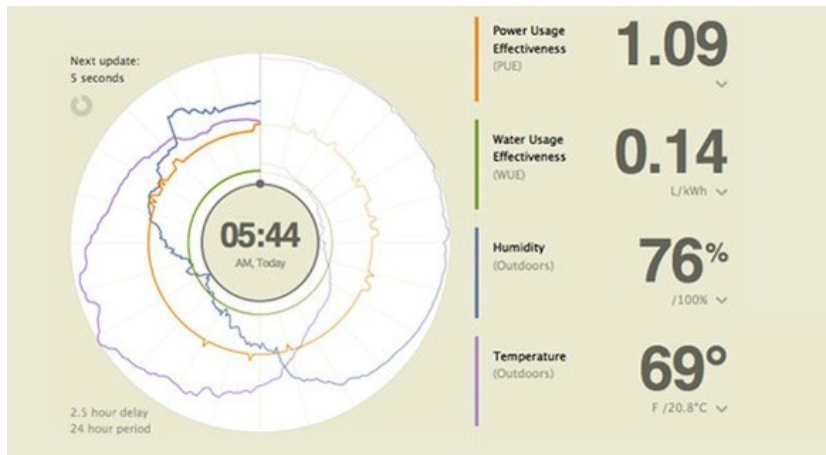 Next update:
5 seconds
05:44
AM, Today
2.5 hour delay
24 hour period
Power Usage
Effectiveness
(PUE)
1.09
Water Usage
Effectiveness
(WUE)
0.14
L/kWh
Humidity
(Outdoors)
76%
/100%
Temperature
(Outdoors)
69°
F /20.8°C